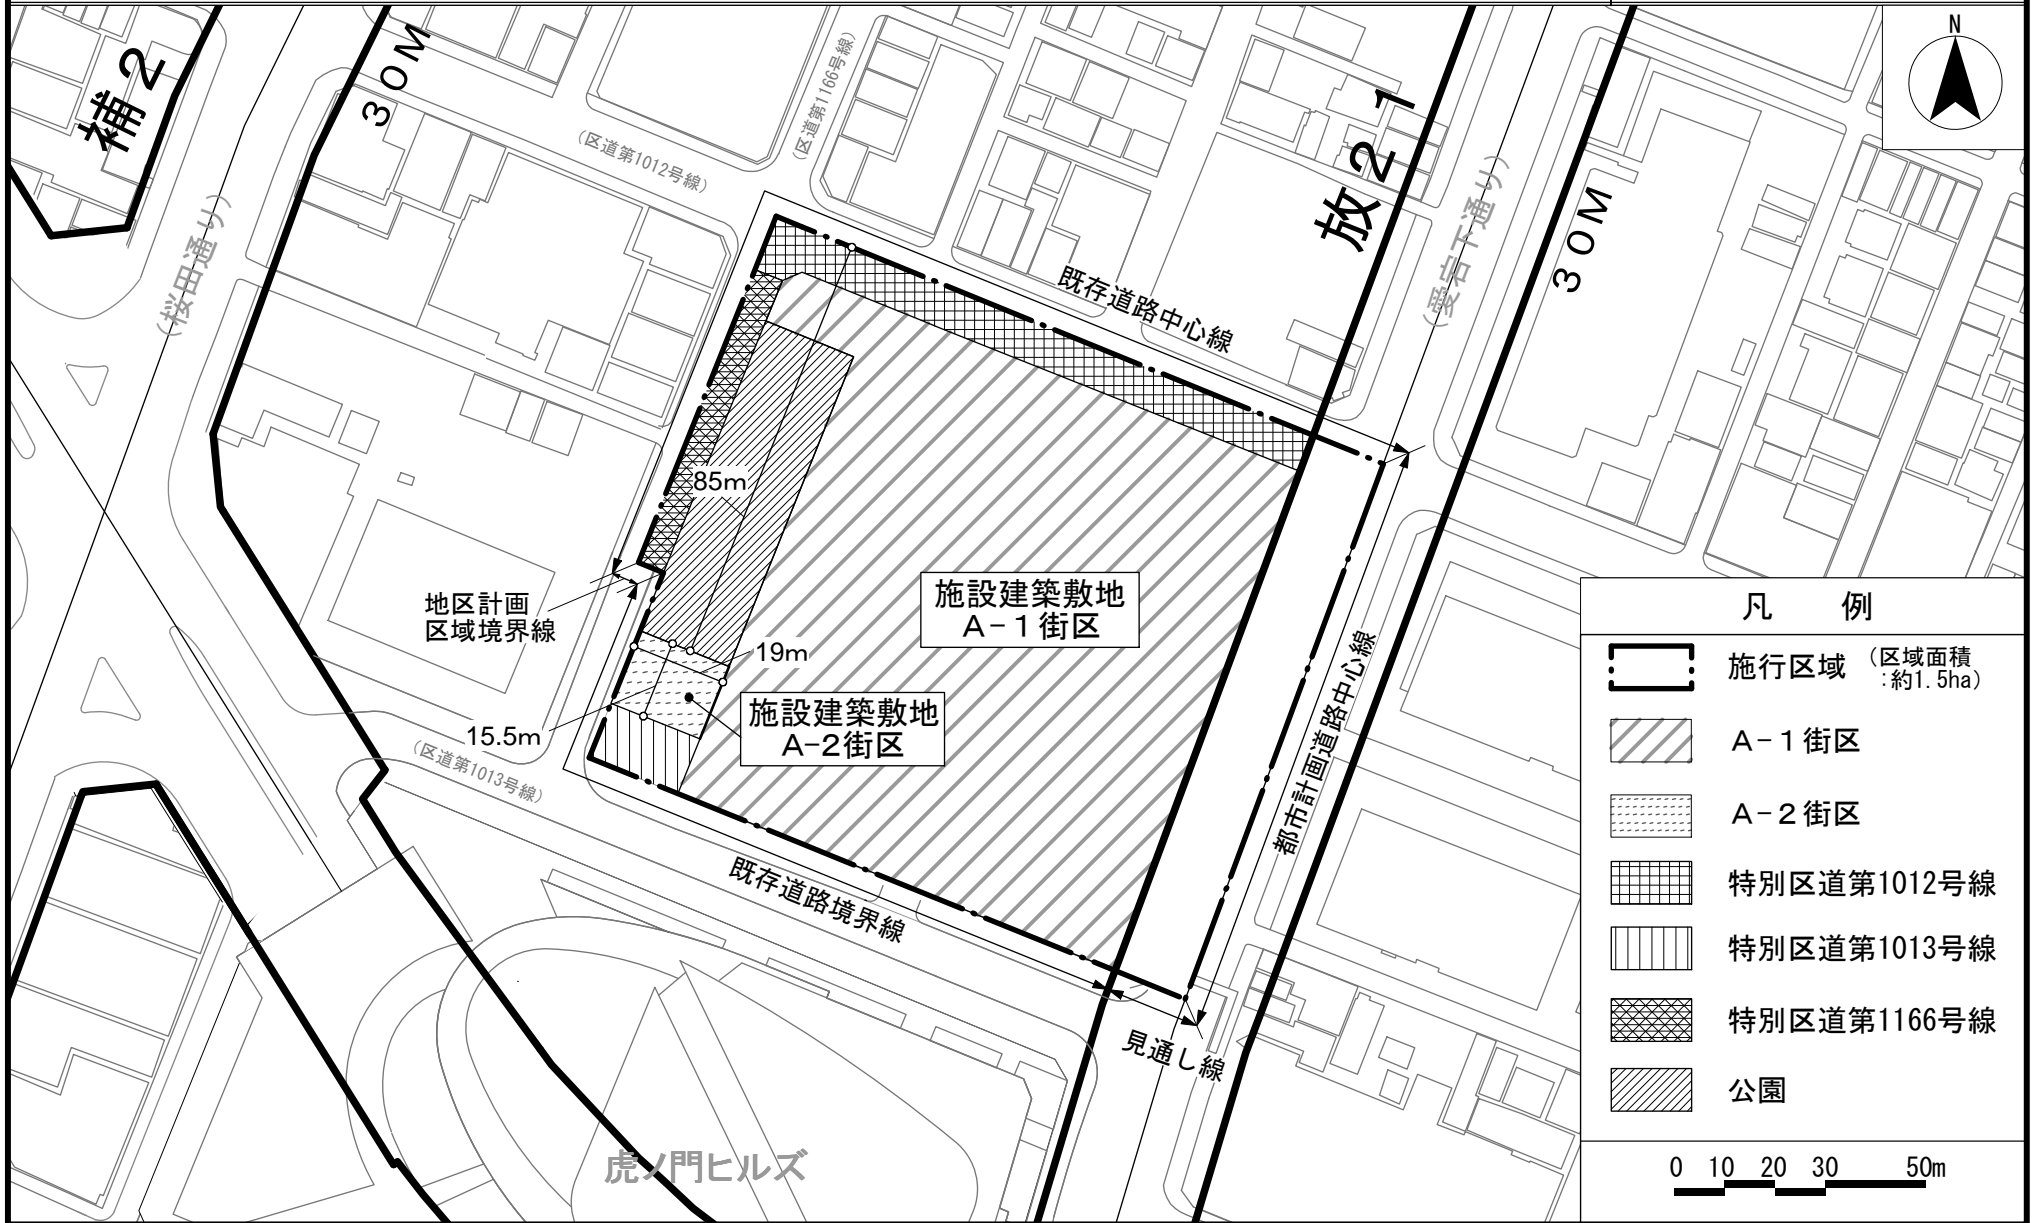 補2
30M
(区道第1012号線)
(区道第1166号線)
放21
(愛宕下通り)
30M
N
(桜田通り)
既存道路中心線
85m
地区計画
区域境界線
施設建築敷地
A-1街区
19m
施設建築敷地
A-2街区
15.5m
(区道第1013号線)
都市計画道路中心線
既存道路境界線
見通し線
虎ノ門ヒルズ
凡 例
施行区域 (区域面積
:約1.5ha)
A-1街区
A-2街区
特別区道第1012号線
特別区道第1013号線
特別区道第1166号線
公園
0 10 20 30 50m